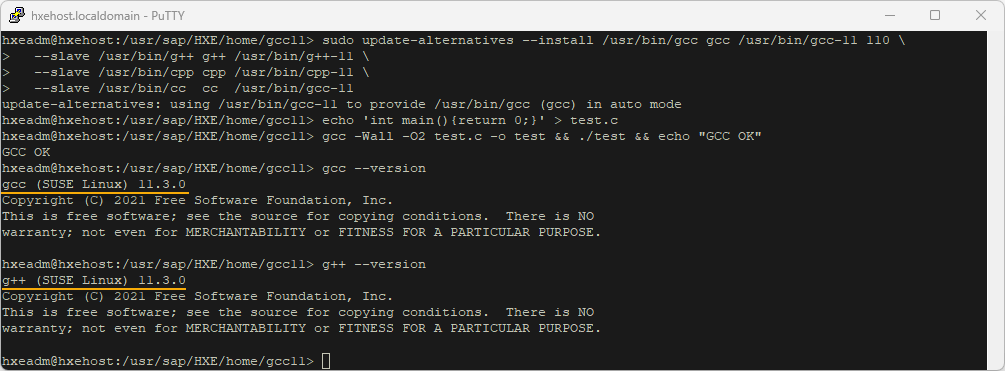 hxehost.localdomain - PuTTY
hxeadm@hxehost:/usr/sap/HXE/home/gcc11> sudo update-alternatives --install /usr/bin/gcc gcc /usr/bin/gcc-11 110 \
>   --slave /usr/bin/g++ g++ /usr/bin/g++-11 \
>   --slave /usr/bin/cpp cpp /usr/bin/cpp-11 \
>   --slave /usr/bin/cc  cc  /usr/bin/gcc-11
update-alternatives: using /usr/bin/gcc-11 to provide /usr/bin/gcc (gcc) in auto mode
hxeadm@hxehost:/usr/sap/HXE/home/gcc11> echo 'int main(){return 0;}' > test.c
hxeadm@hxehost:/usr/sap/HXE/home/gcc11> gcc -Wall -O2 test.c -o test && ./test && echo "GCC OK"
GCC OK
hxeadm@hxehost:/usr/sap/HXE/home/gcc11> gcc --version
gcc (SUSE Linux) 11.3.0
Copyright (C) 2021 Free Software Foundation, Inc.
This is free software; see the source for copying conditions.  There is NO
warranty; not even for MERCHANTABILITY or FITNESS FOR A PARTICULAR PURPOSE.
hxeadm@hxehost:/usr/sap/HXE/home/gcc11> g++ --version
g++ (SUSE Linux) 11.3.0
Copyright (C) 2021 Free Software Foundation, Inc.
This is free software; see the source for copying conditions.  There is NO
warranty; not even for MERCHANTABILITY or FITNESS FOR A PARTICULAR PURPOSE.
hxeadm@hxehost:/usr/sap/HXE/home/gcc11>